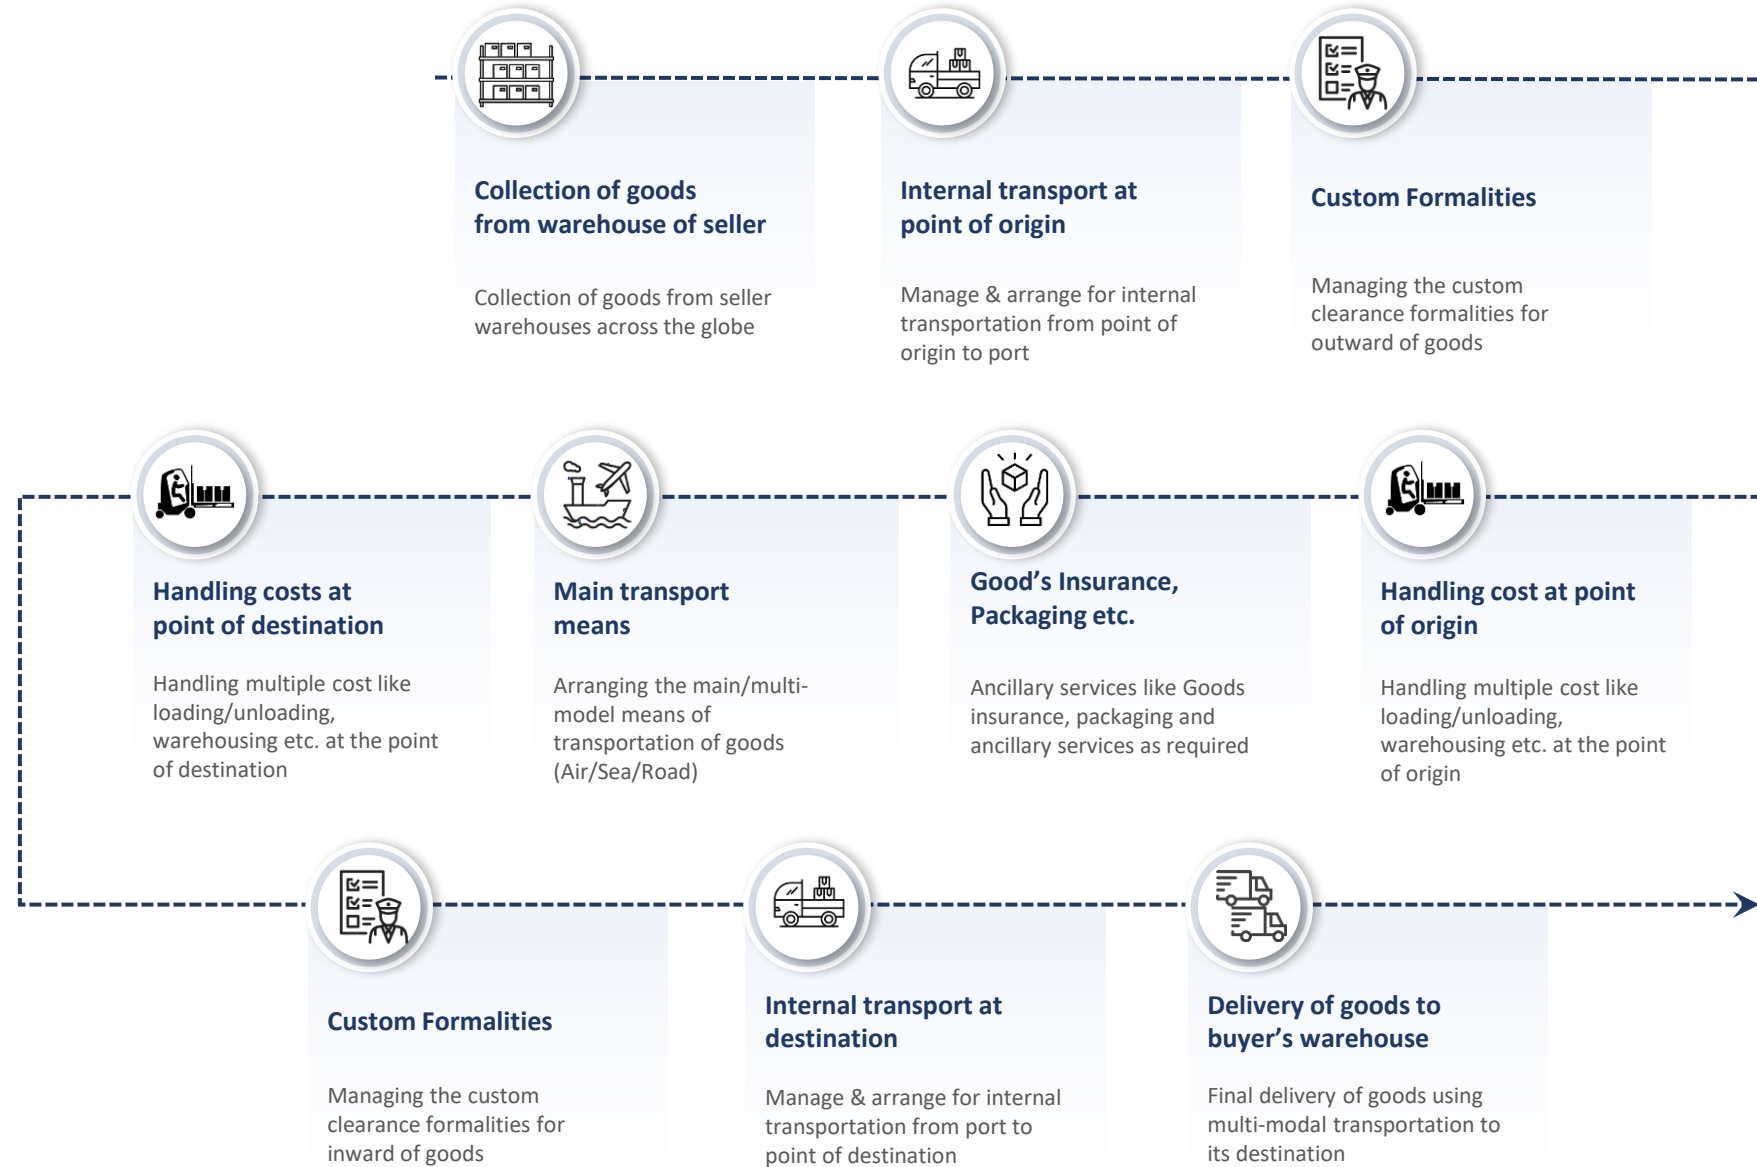 Collection of goods
from warehouse of seller
Collection of goods from seller
warehouses across the globe
Internal transport at
point of origin
Manage & arrange for internal
transportation from point of
origin to port
Custom Formalities
Managing the custom
clearance formalities for
outward of goods
Handling costs at
point of destination
Handling multiple cost like
loading/unloading,
warehousing etc. at the point
of destination
Main transport
means
Arranging the main/multi-
model means of
transportation of goods
(Air/Sea/Road)
Good’s Insurance,
Packaging etc.
Ancillary services like Goods
insurance, packaging and
ancillary services as required
Handling cost at point
of origin
Handling multiple cost like
loading/unloading,
warehousing etc. at the point
of origin
Custom Formalities
Managing the custom
clearance formalities for
inward of goods
Internal transport at
destination
Manage & arrange for internal
transportation from port to
point of destination
Delivery of goods to
buyer’s warehouse
Final delivery of goods using
multi-modal transportation to
its destination